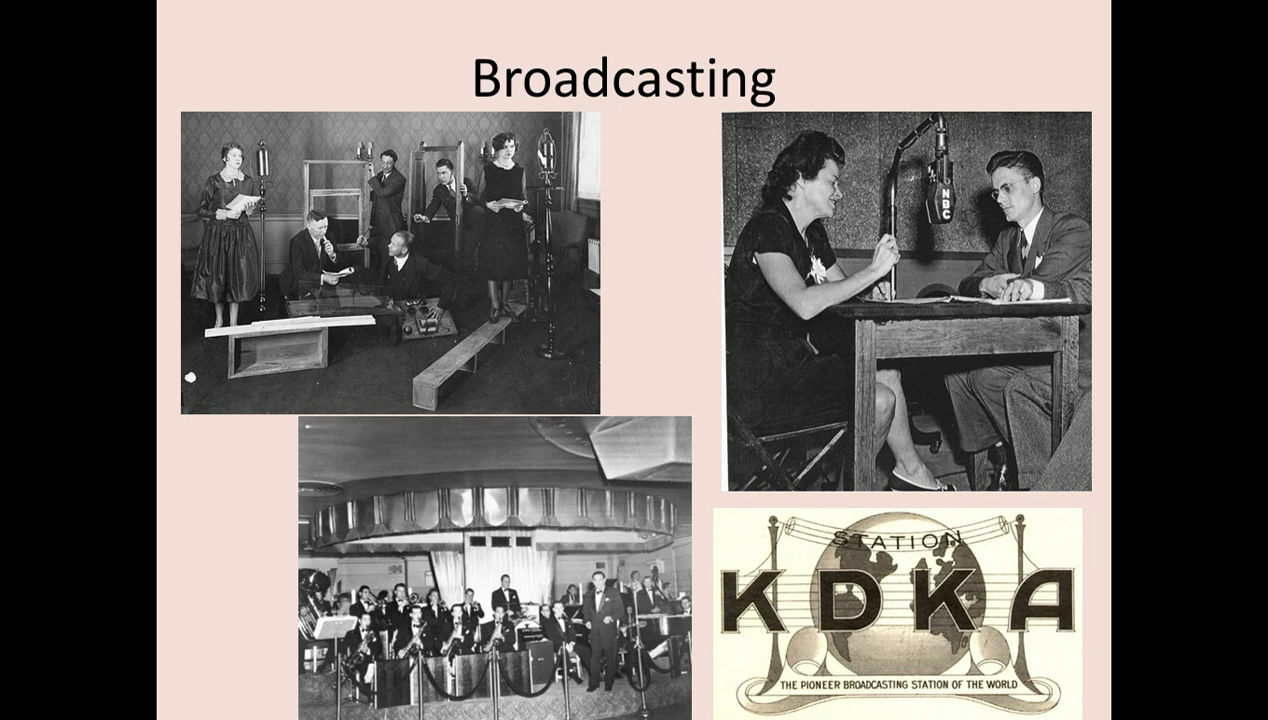 Broadcasting
NBC
STATION
KDKA
THE PIONEER BROADCASTING STATION OF THE WORLD